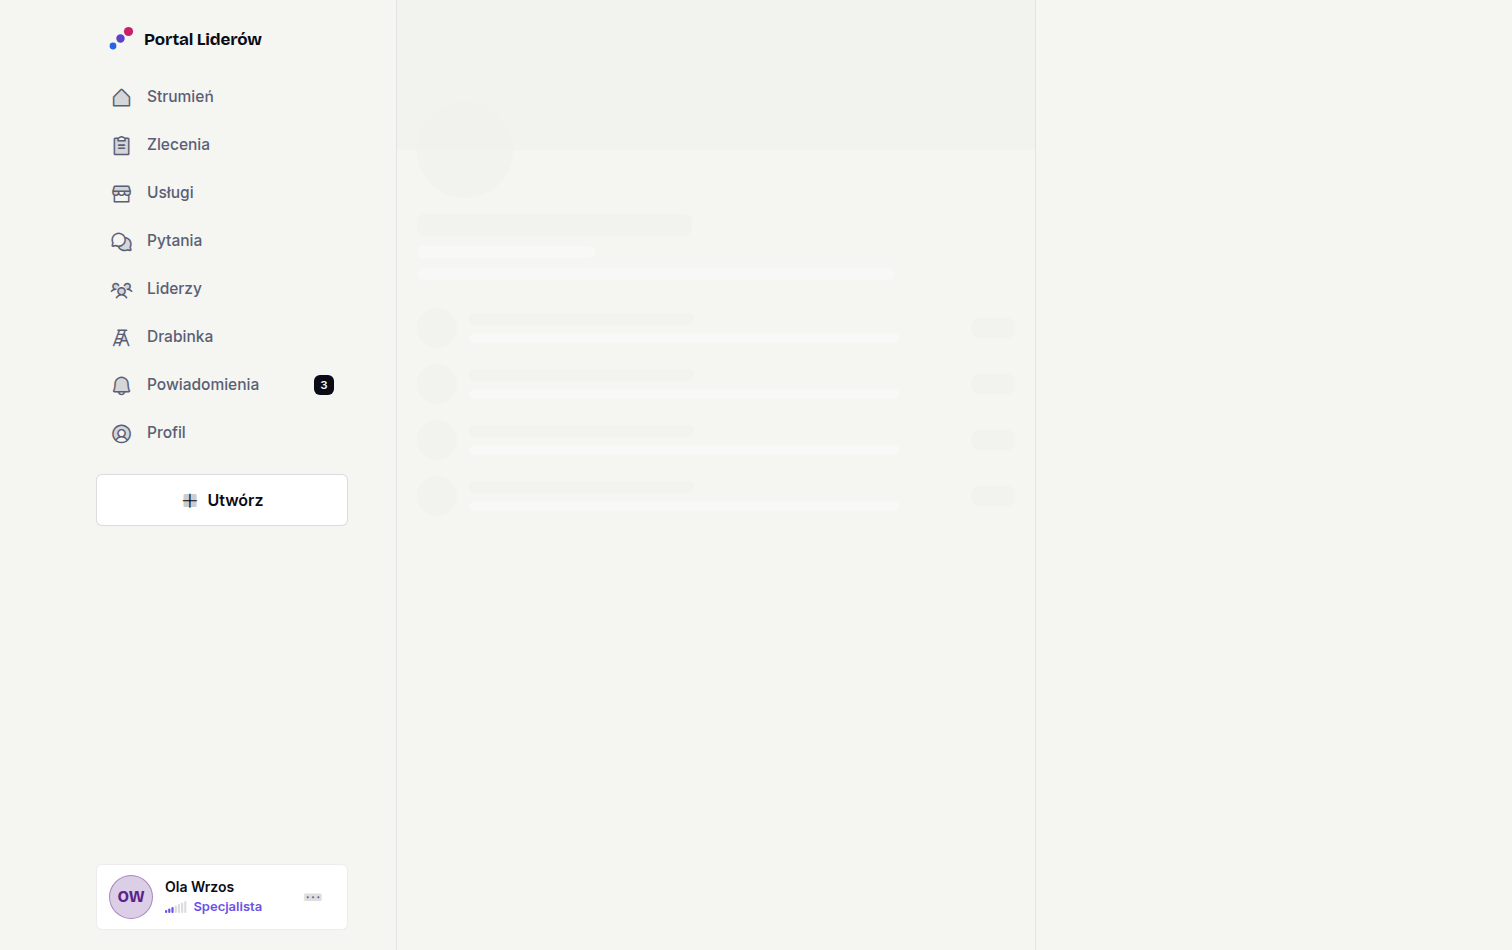 Portal Liderów
Strumień
Zlecenia
Usługi
Pytania
Liderzy
Drabinka
Powiadomienia 3
Profil
Utwórz
OW
Ola Wrzos
Specjalista